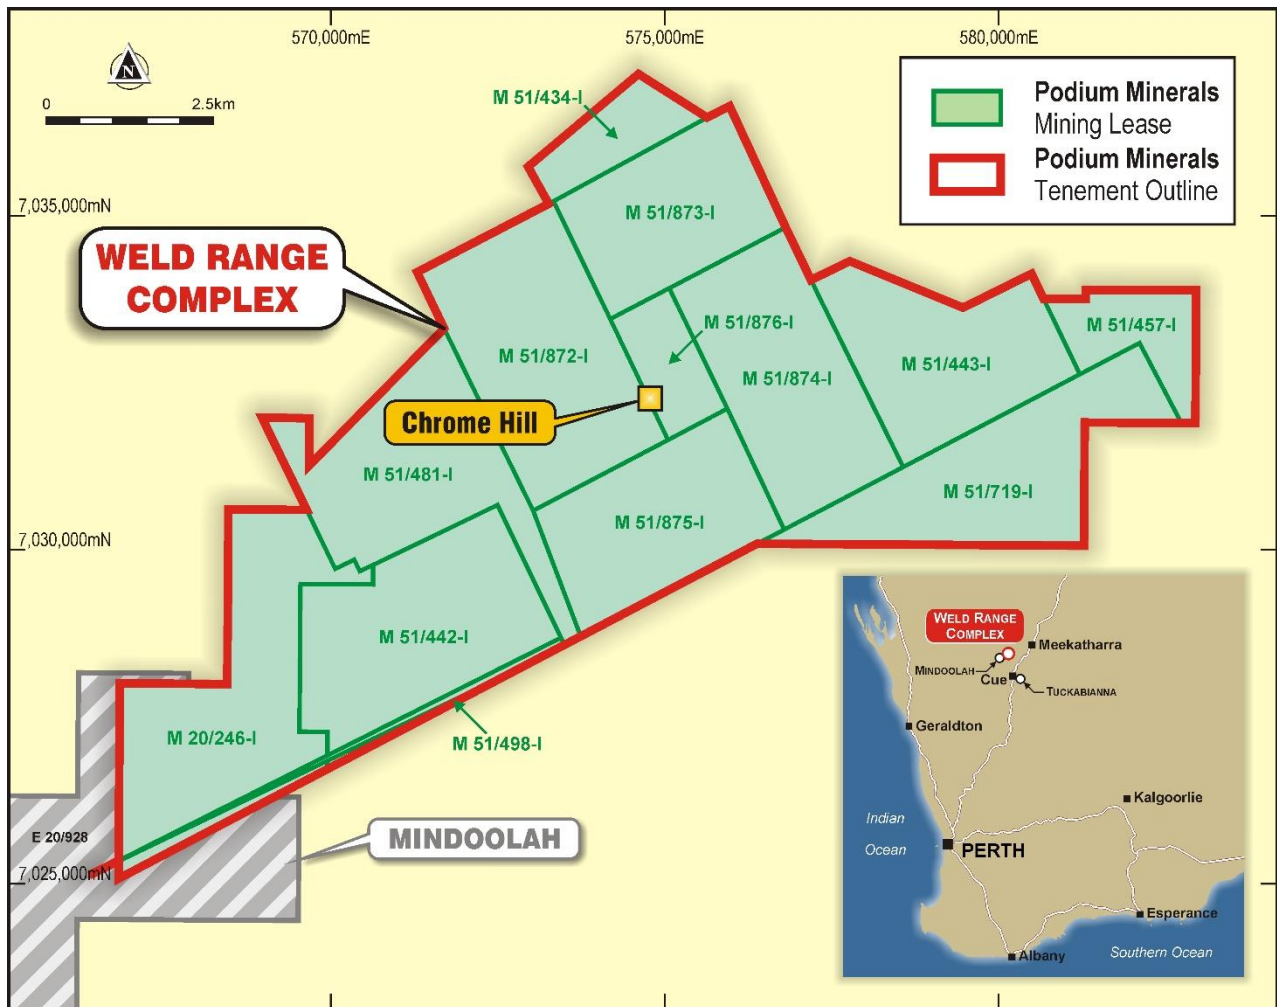 570,000mE
575,000mE
580,000mE
N
0
2.5km
M 51/434-I
Podium Minerals
Mining Lease
Podium Minerals
Tenement Outline
7,035,000mN
M 51/873-I
WELD RANGE
COMPLEX
M 51/876-I
M 51/457-I
M 51/872-I
M 51/874-I
M 51/443-I
Chrome Hill
M 51/481-I
M 51/719-I
M 51/875-I
7,030,000mN
M 51/442-I
M 20/246-I
M 51/498-I
E 20/928
MINDOOLAH
7,025,000mN
WELD RANGE
COMPLEX
Meekatharra
MINDOOLAH
Cue
TUCKABIANNA
Geraldton
Kalgoorlie
Indian
Ocean
PERTH
Esperance
Southern Ocean
Albany